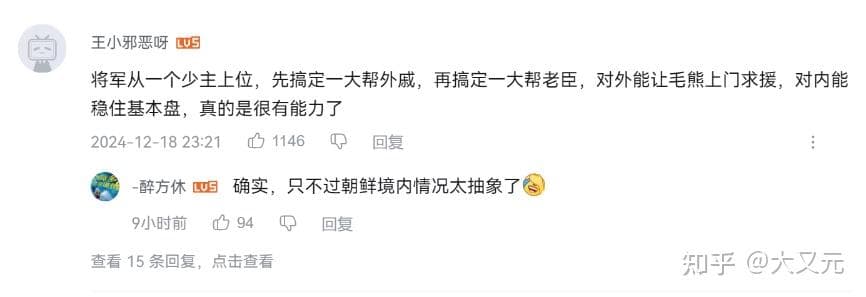 王小邪恶呀 LV5
将军从一个少主上位，先搞定一大帮外戚，再搞定一大帮老臣，对外能让毛熊上门求援，对内能
稳住基本盘，真的是很有能力了
2024-12-18 23:21 1146 回复
-醉方休 LV5 确实，只不过朝鲜境内情况太抽象了
9小时前 94 回复
查看 15 条回复，点击查看
知乎 @大又元